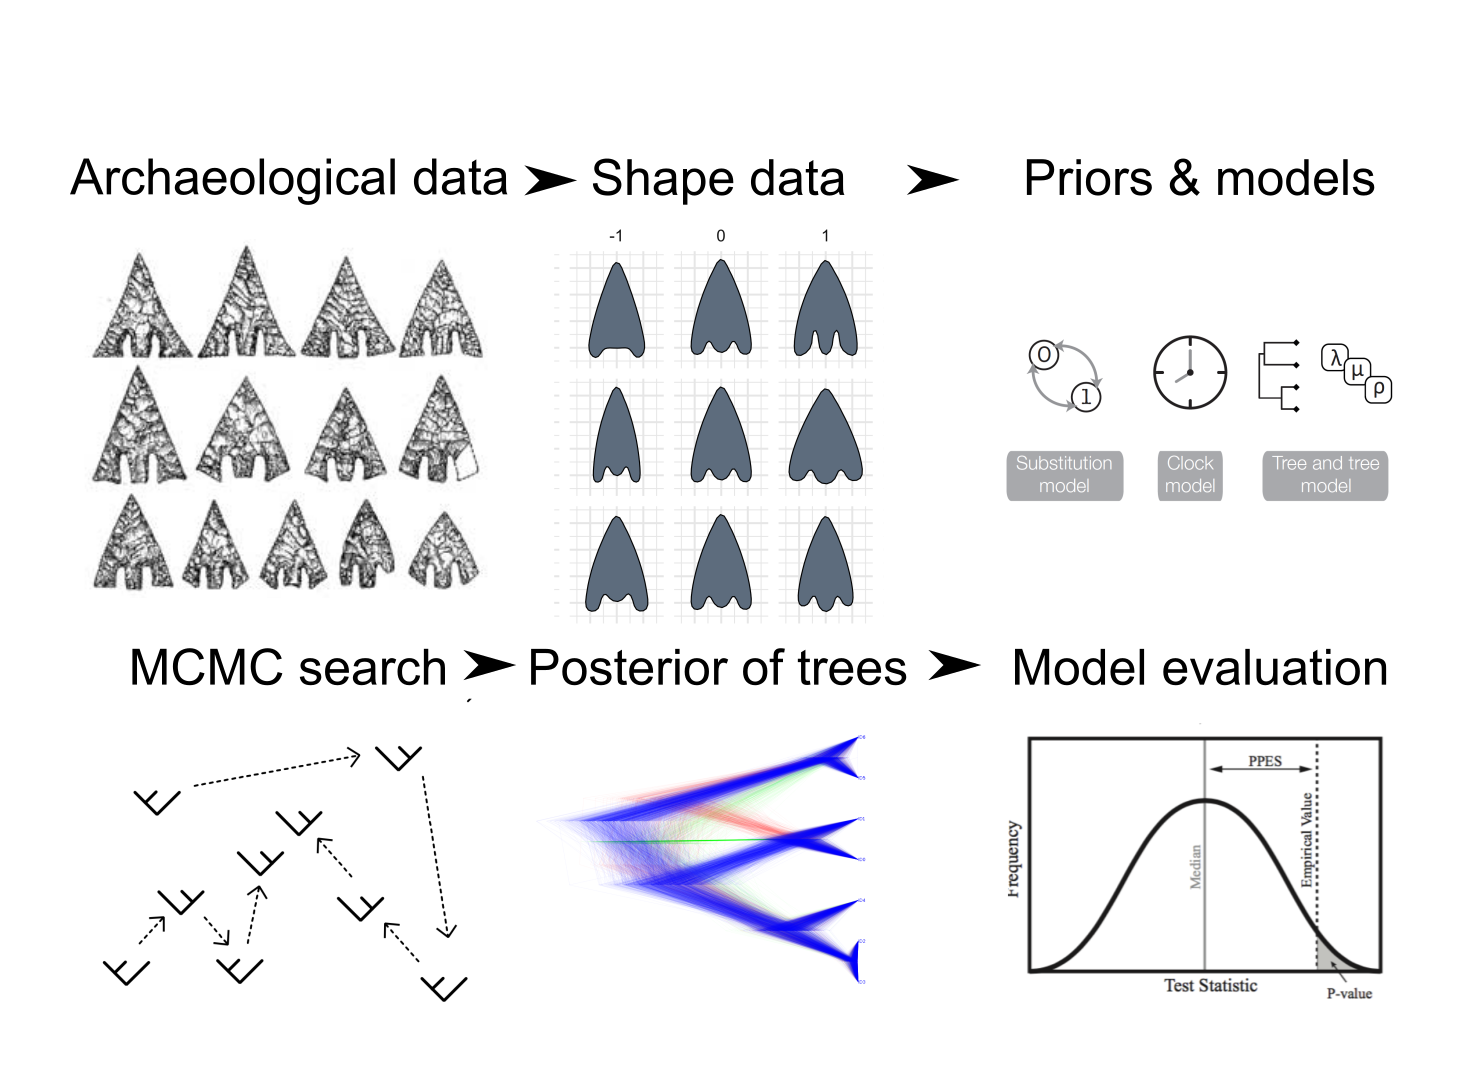 Archaeological data
Shape data
Priors & models
-1 0 1
0
1
λ
μ
ρ
Substitution
model
Clock
model
Tree and tree
model
MCMC search
Posterior of trees
Model evaluation
PPES
Frequency
Median
Empirical Value
Test Statistic
P-value